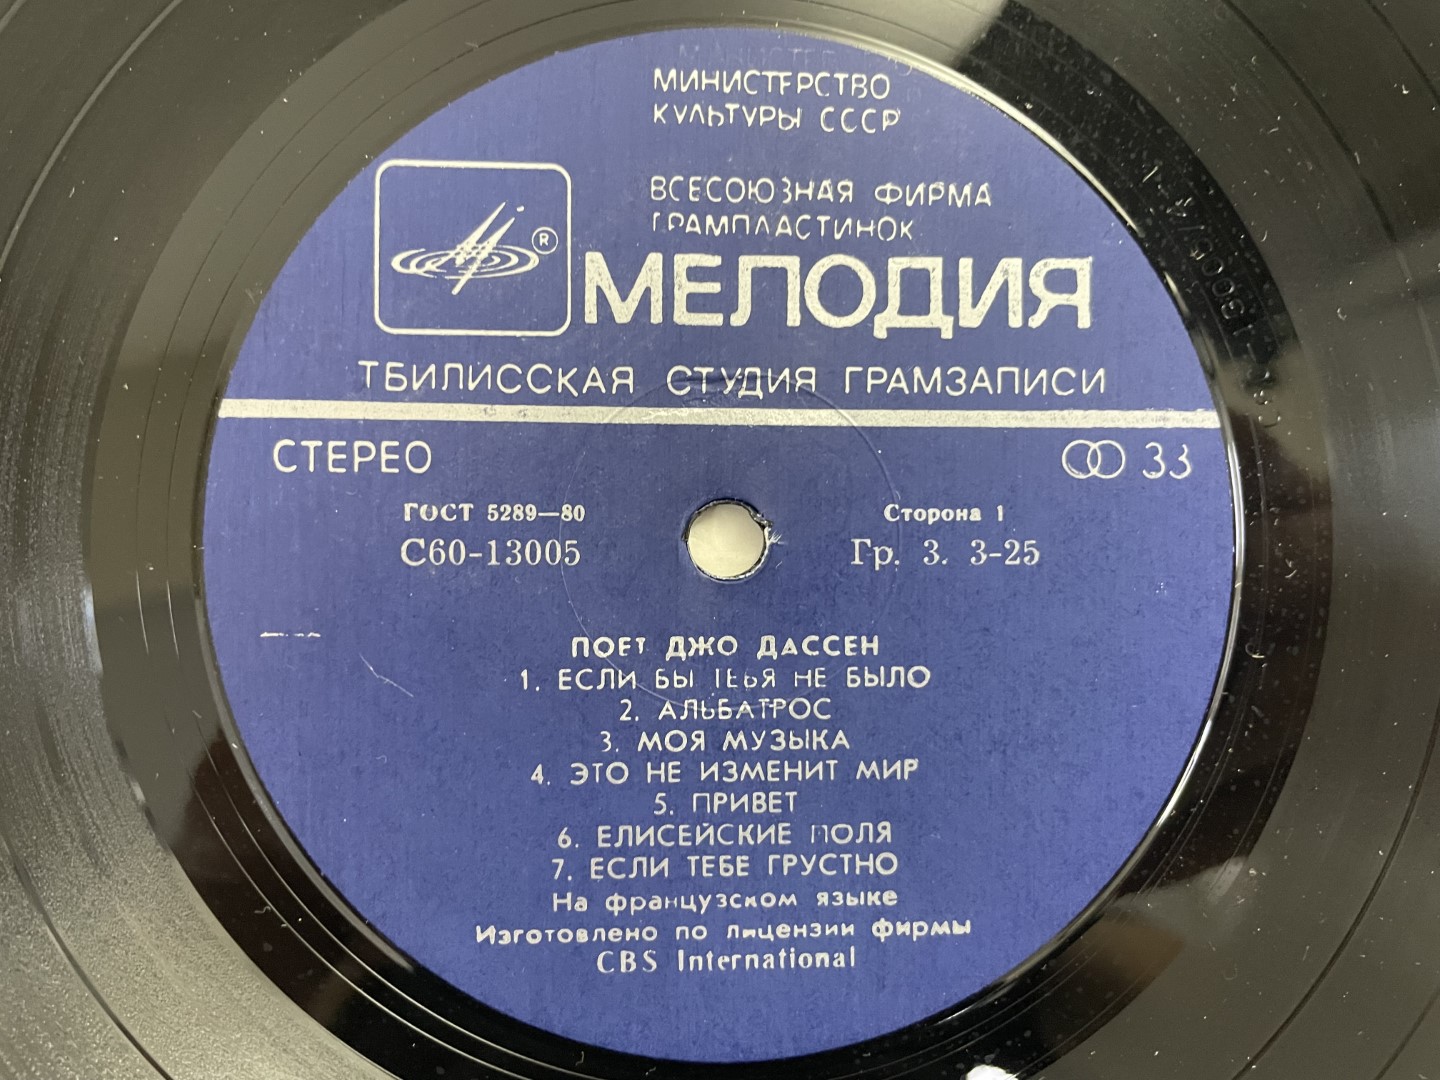 МИНИСТЕРСТВО
КУЛЬТУРЫ СССР
ВСЕСОЮЗНАЯ ФИРМА
ГРАМПЛАСТИНОК
®
МЕЛОДИЯ
ТБИЛИССКАЯ СТУДИЯ ГРАМЗАПИСИ
СТЕРЕО
33
ГОСТ 5289—80
Сторона 1
С60-13005
Гр. 3. 3-25
ПОЕТ ДЖО ДАССЕН
1. ЕСЛИ БЫ ТЕБЯ НЕ БЫЛО
2. АЛЬБАТРОС
3. МОЯ МУЗЫКА
4. ЭТО НЕ ИЗМЕНИТ МИР
5. ПРИВЕТ
6. ЕЛИСЕЙСКИЕ ПОЛЯ
7. ЕСЛИ ТЕБЕ ГРУСТНО
На французском языке
Изготовлено по лицензии фирмы
CBS International